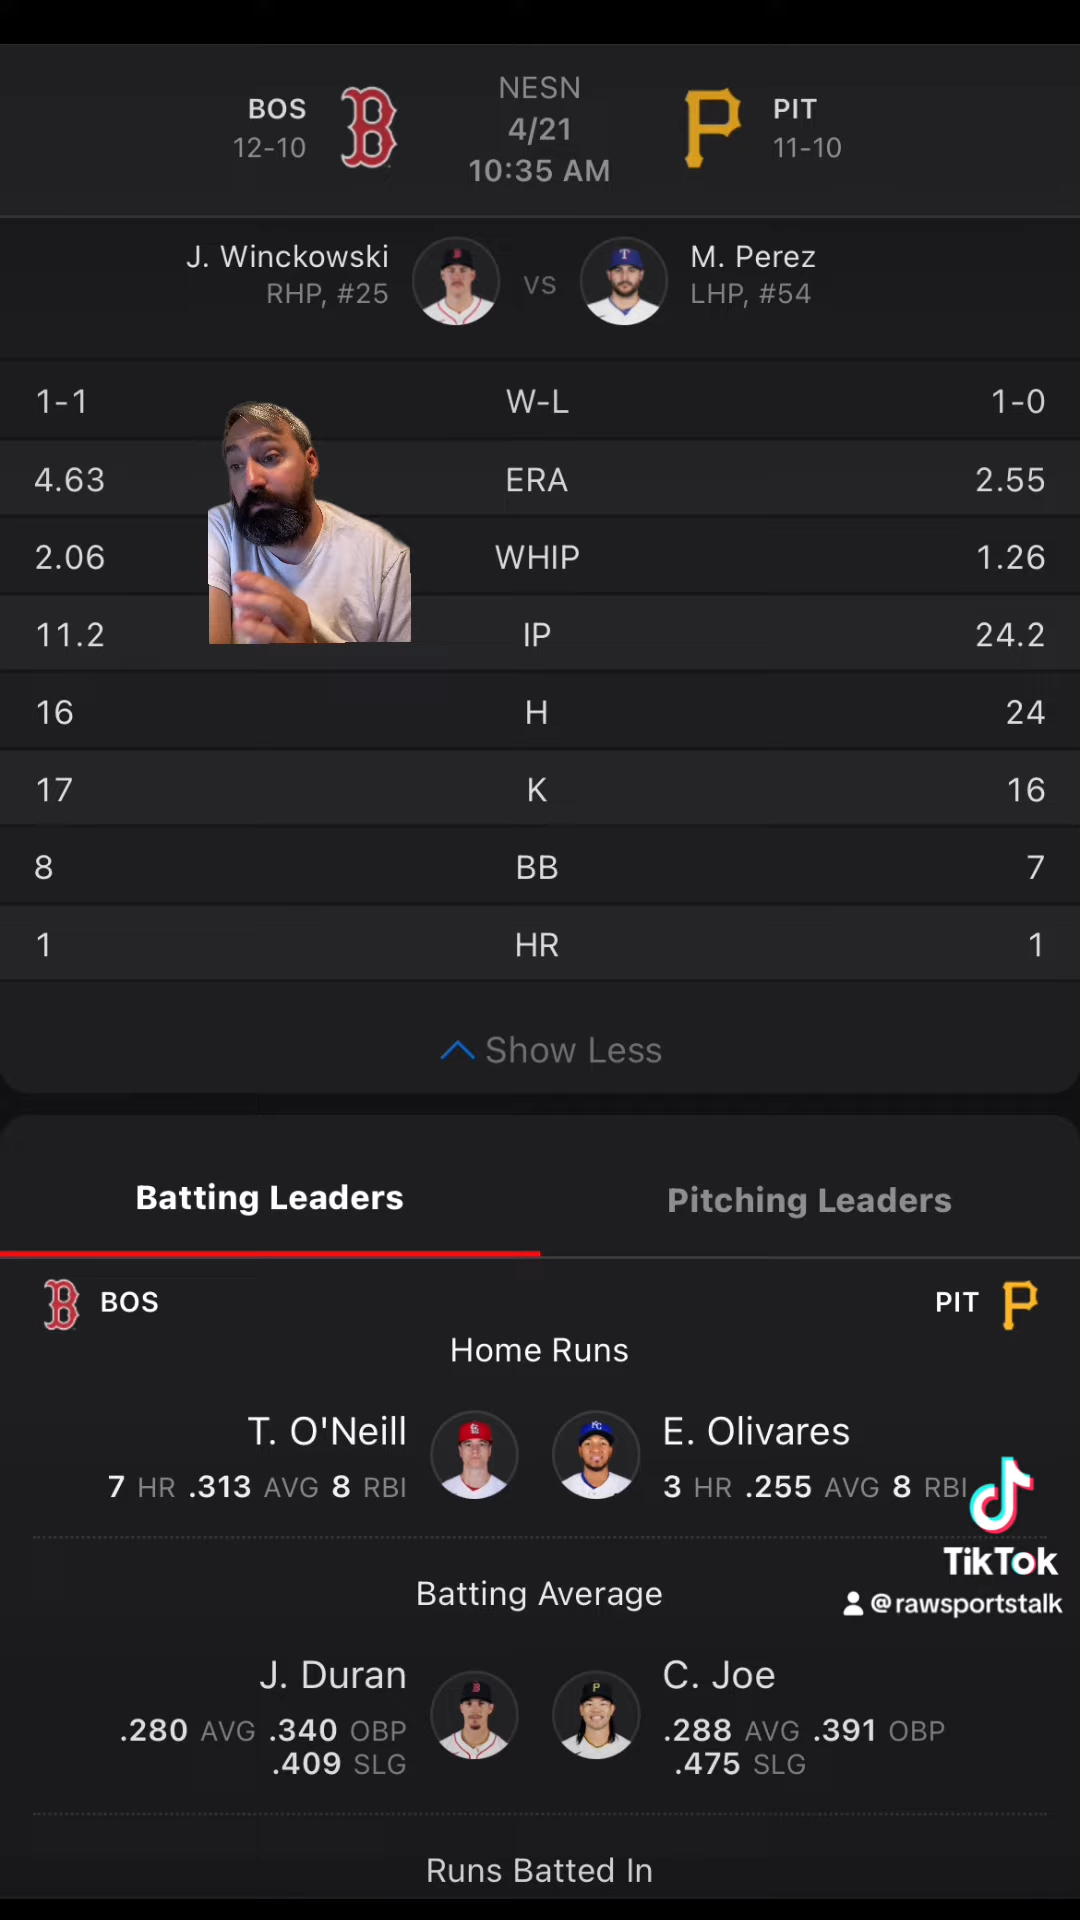 NESN
BOS
4/21
PIT
12-10
10:35 AM
11-10
J. Winckowski
RHP, #25
VS
M. Perez
LHP, #54
1-1 W-L 1-0
4.63 ERA 2.55
2.06 WHIP 1.26
11.2 IP 24.2
16 H 24
17 K 16
8 BB 7
1 HR 1
Show Less
Batting Leaders
Pitching Leaders
BOS
PIT
Home Runs
T. O'Neill
7 HR .313 AVG 8 RBI
E. Olivares
3 HR .255 AVG 8 RBI
TikTok
@rawsportstalk
Batting Average
J. Duran
.280 AVG .340 OBP
.409 SLG
C. Joe
.288 AVG .391 OBP
.475 SLG
Runs Batted In